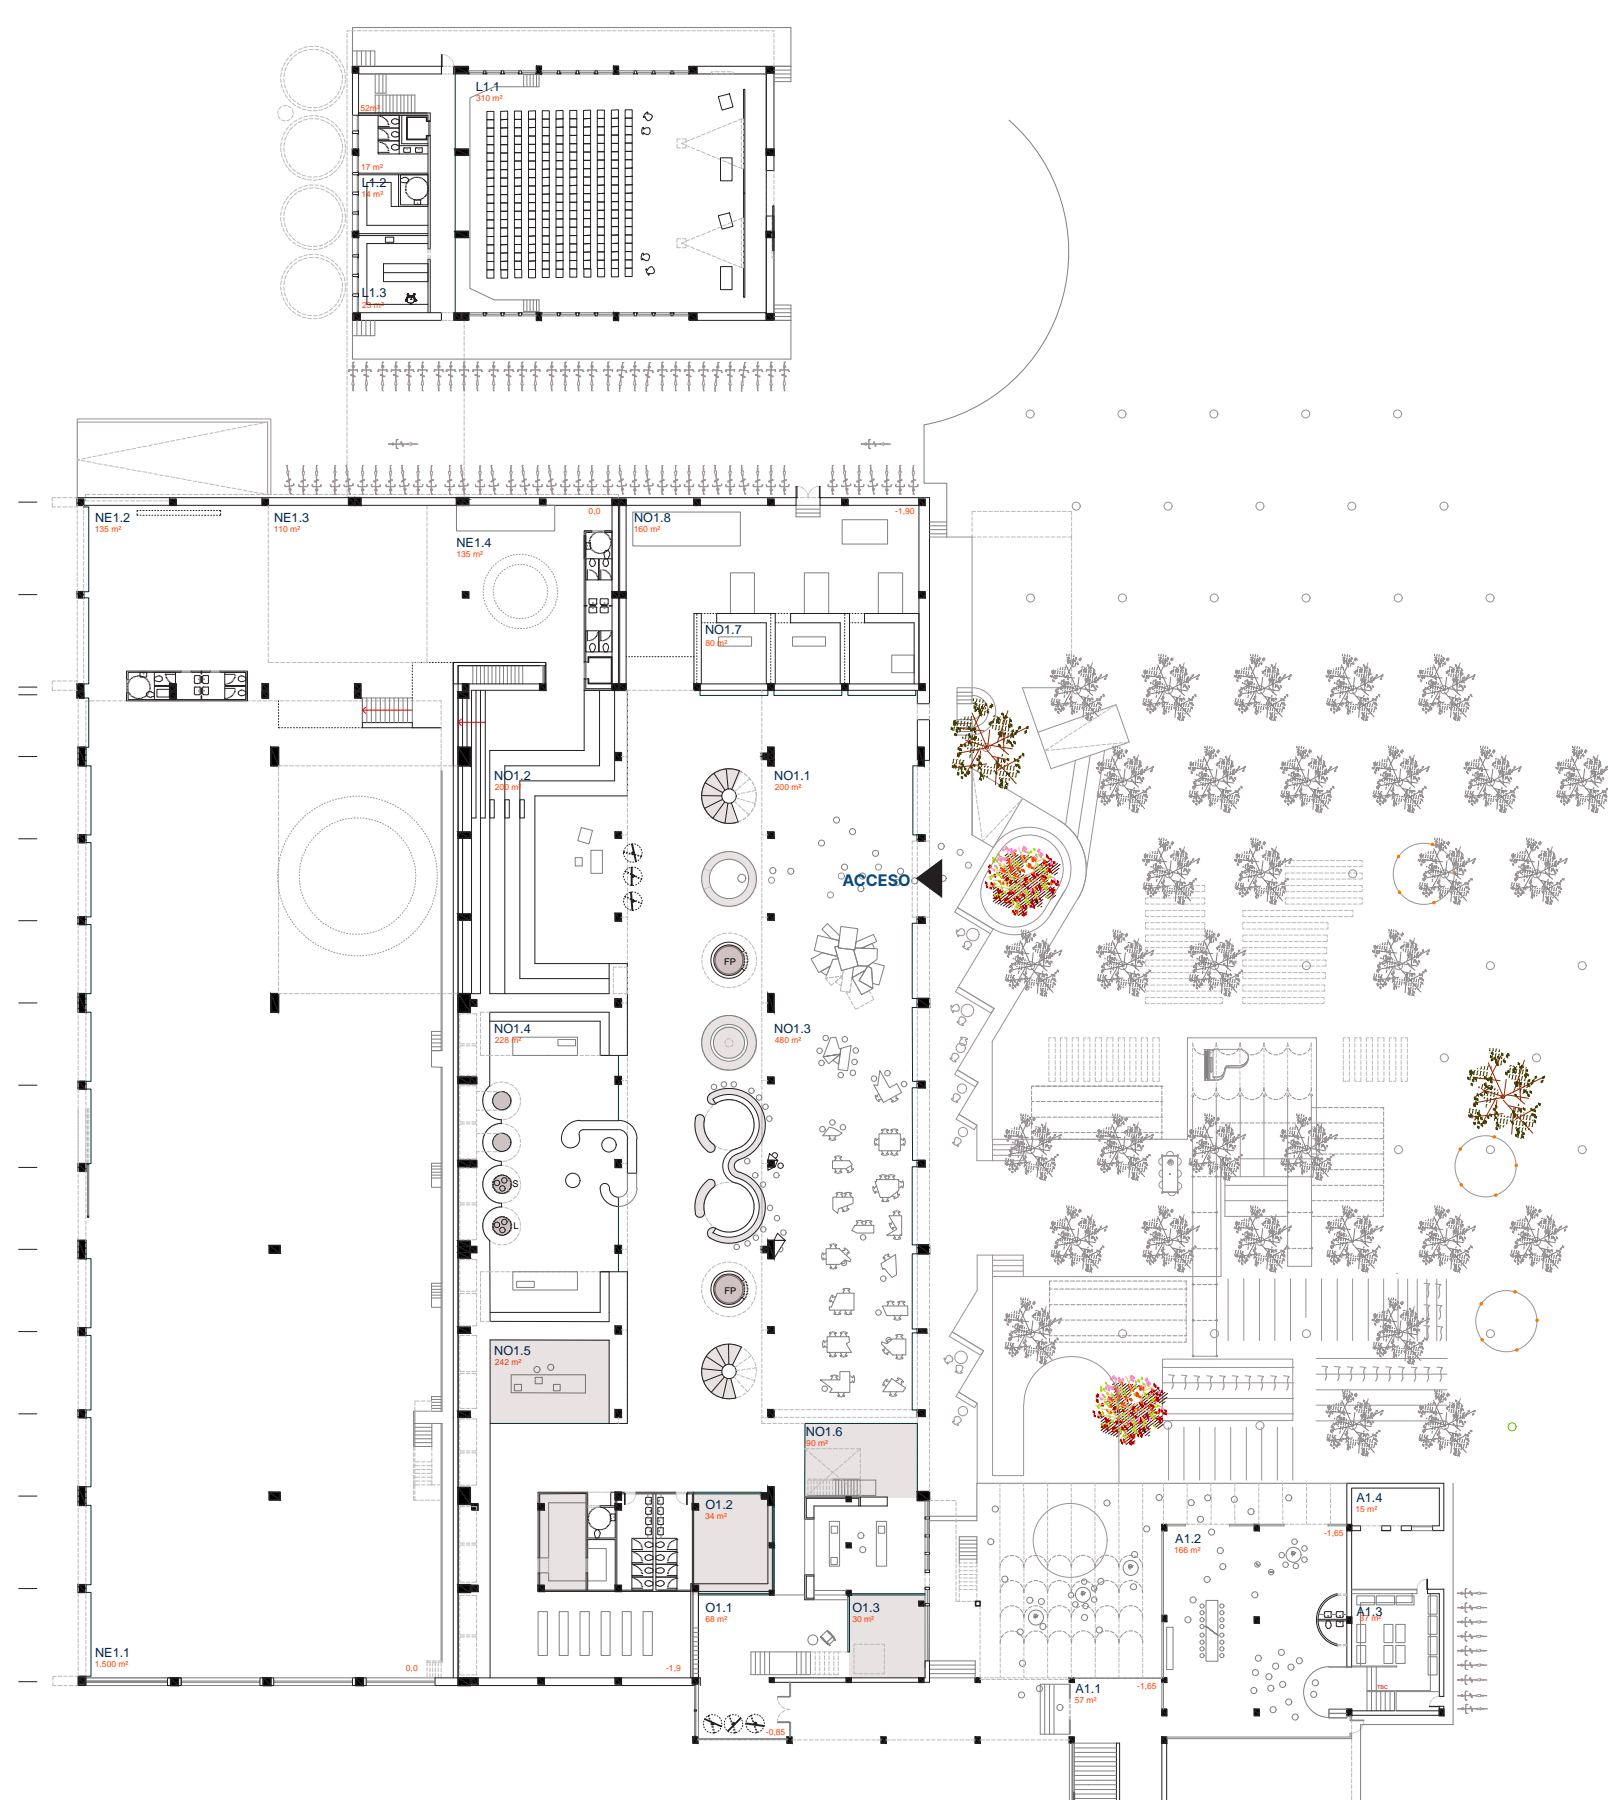 L1.1
310 m²
52m²
17 m²
L1.2
14 m²
L1.3
23 m²
NE1.2
135 m²
NE1.3
110 m²
NE1.4
135 m²
0,0
NO1.8
160 m²
-1,90
NO1.7
80 m²
NO1.2
200 m²
NO1.1
200 m²
ACCESO
FP
NO1.4
228 m²
NO1.3
480 m²
S
L
FP
NO1.5
242 m²
NO1.6
90 m²
O1.2
34 m²
A1.4
15 m²
A1.2
166 m²
-1,65
O1.1
68 m²
O1.3
30 m²
A1.3
37 m²
NE1.1
1.500 m²
0,0
-1,9
A1.1
57 m²
-1,65
TBC
-0,85